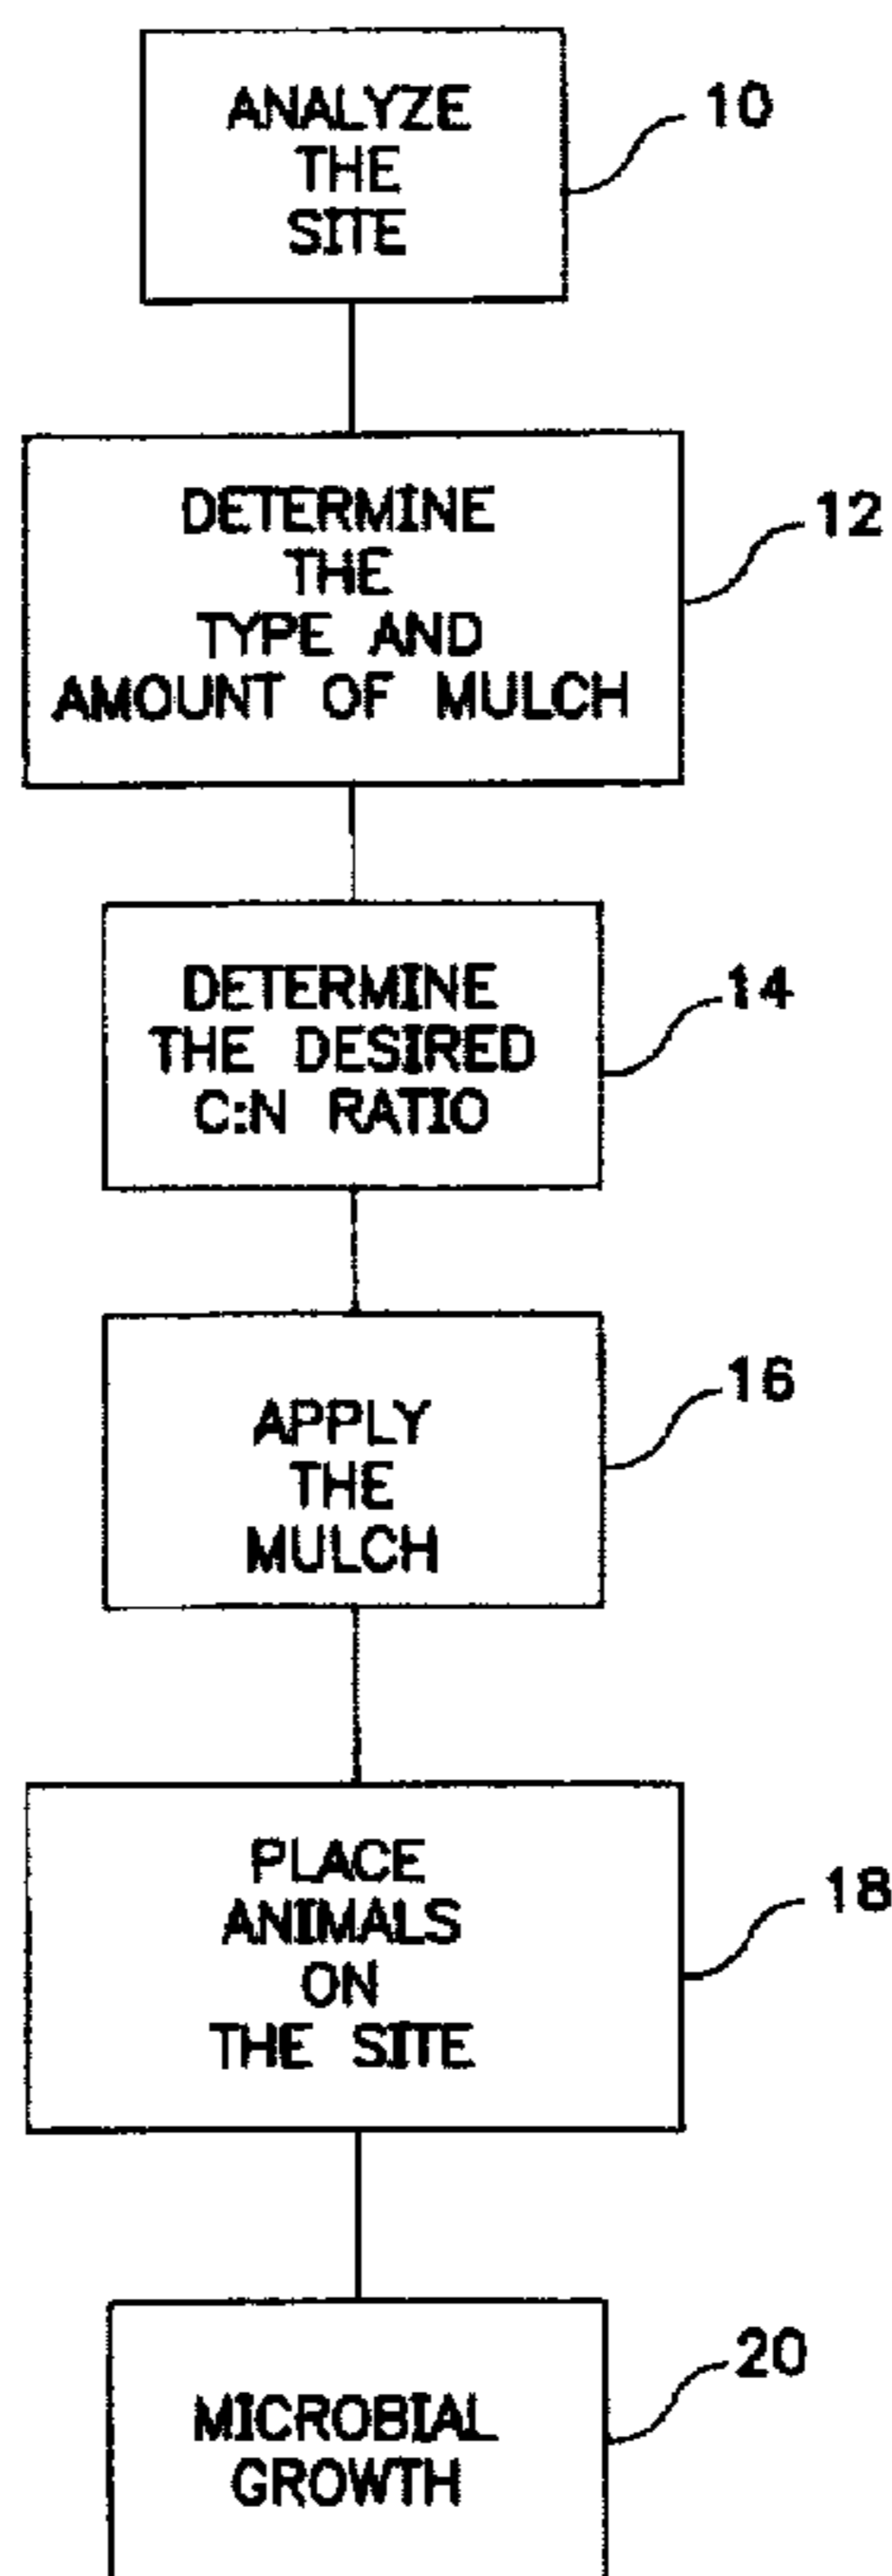 ANALYZE
THE
SITE
10
DETERMINE
THE
TYPE AND
AMOUNT OF MULCH
12
DETERMINE
THE DESIRED
C:N RATIO
14
APPLY
THE
MULCH
16
PLACE
ANIMALS
ON
THE SITE
18
MICROBIAL
GROWTH
20